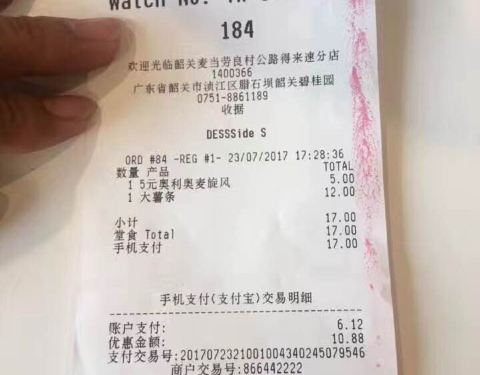 Watch No.
184
欢迎光临韶关麦当劳良村公路得来速分店
1400366
广东省韶关市浈江区腊石坝韶关碧桂园
0751-8861189
收据
DESSSide S
ORD #84 -REG #1- 23/07/2017 17:28:36
数量 产品 TOTAL
1 5元奥利奥麦旋风 5.00
1 大薯条 12.00
小计 17.00
堂食 Total 17.00
手机支付 17.00
手机支付(支付宝)交易明细
账户支付: 6.12
优惠金额: 10.88
支付交易号:2017072321001004340245079546
商户交易号:866442222